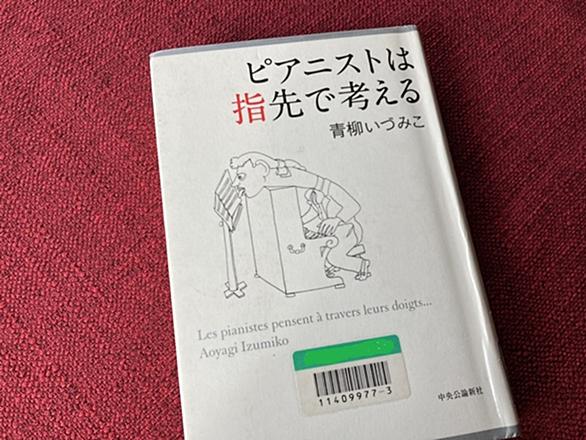 ピアニストは
指先で考える
青柳いづみこ
Les pianistes pensent à travers leurs doigts...
Aoyagi Izumiko
11409977-3
中央公論新社